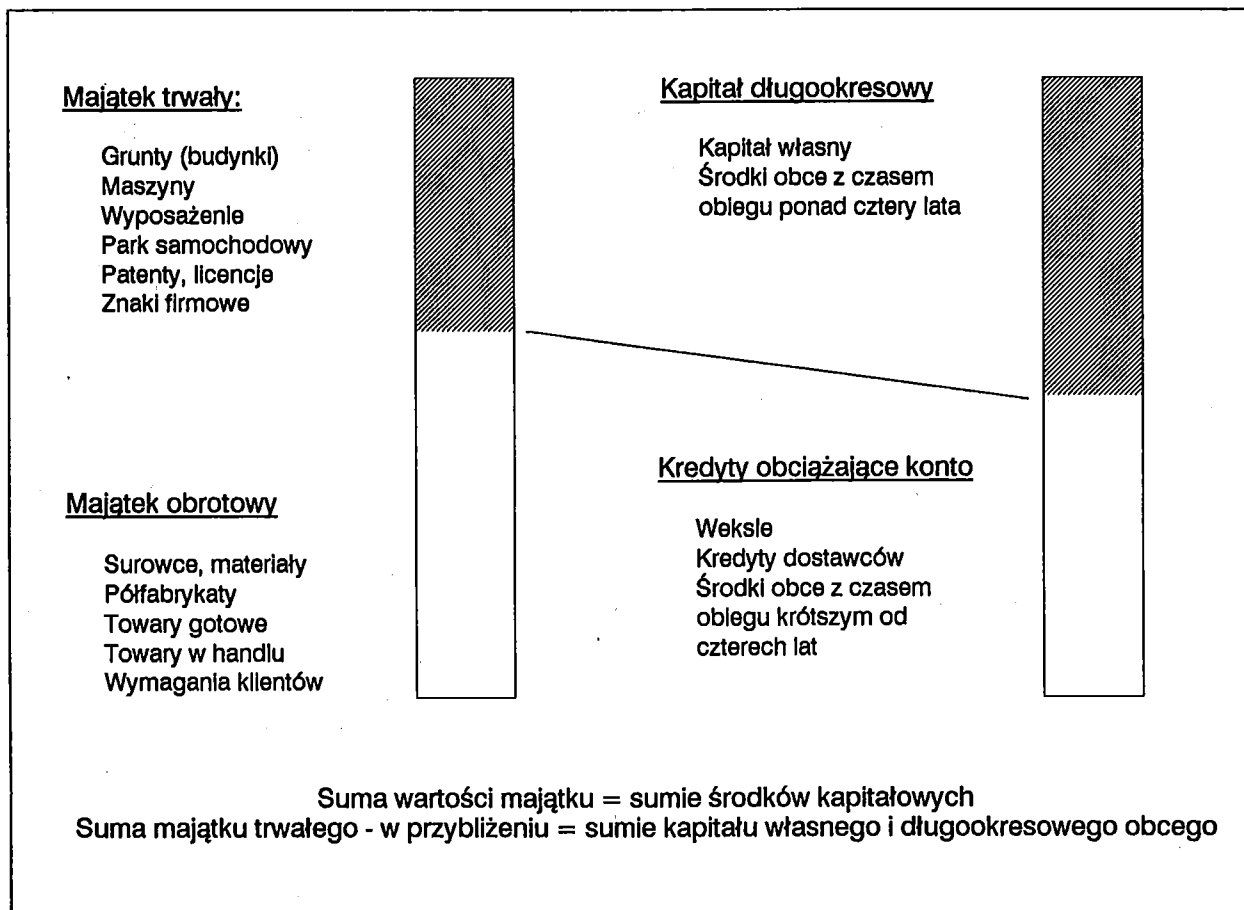 Majątek trwały:
Grunty (budynki)
Maszyny
Wyposażenie
Park samochodowy
Patenty, licencje
Znaki firmowe
Majątek obrotowy
Surowce, materiały
Półfabrykaty
Towary gotowe
Towary w handlu
Wymagania klientów
Kapitał długookresowy
Kapitał własny
Środki obce z czasem
obiegu ponad cztery lata
Kredyty obciążające konto
Weksle
Kredyty dostawców
Środki obce z czasem
obiegu krótszym od
czterech lat
Suma wartości majątku = sumie środków kapitałowych
Suma majątku trwałego - w przybliżeniu = sumie kapitału własnego i długookresowego obcego